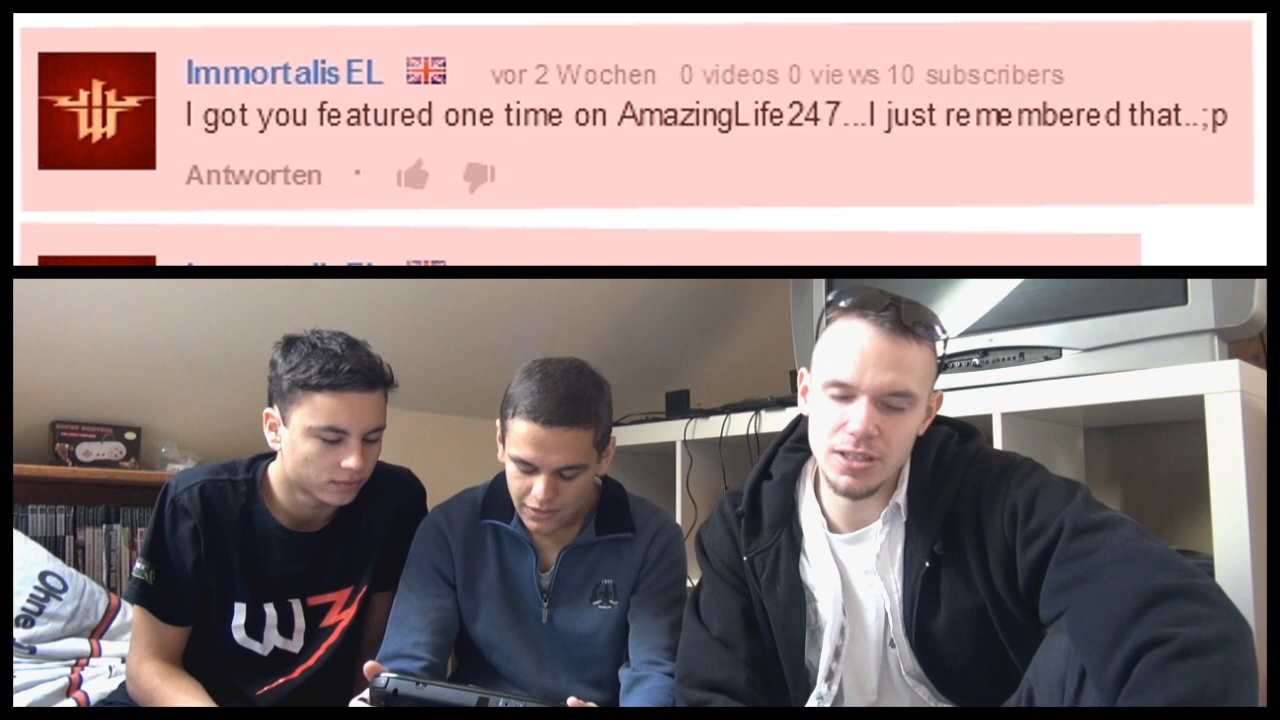 Immortalis EL vor 2 Wochen 0 videos 0 views 10 subscribers
I got you featured one time on AmazingLife247...I just remembered that..;p
Antworten ·
Ohne
W3